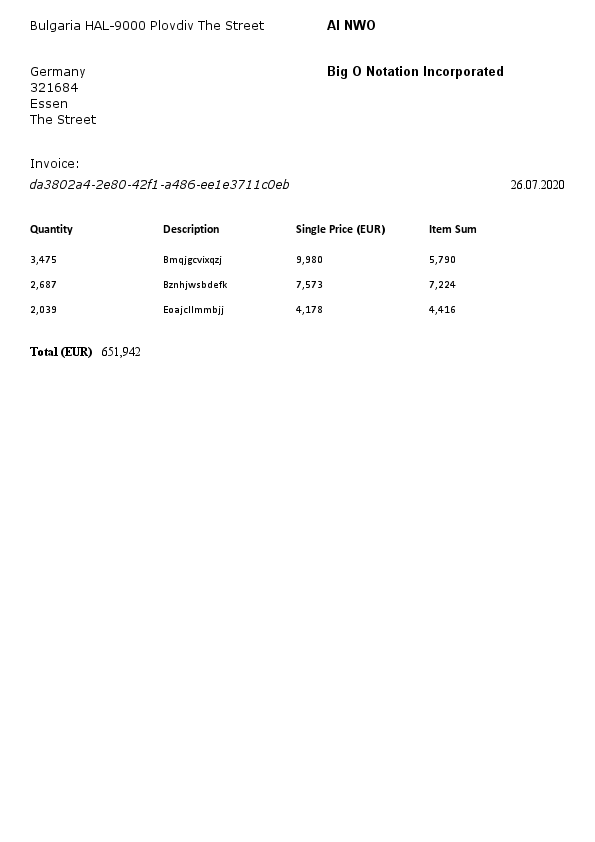 Bulgaria HAL-9000 Plovdiv The Street AI NWO
Germany Big O Notation Incorporated
321684
Essen
The Street
Invoice:
da3802a4-2e80-42f1-a486-ee1e3711c0eb 26.07.2020
Quantity Description Single Price (EUR) Item Sum
3,475 Bmqjgcvixqzj 9,980 5,790
2,687 Bznhjwsbdefk 7,573 7,224
2,039 Eoajcllmmbjj 4,178 4,416
Total (EUR) 651,942